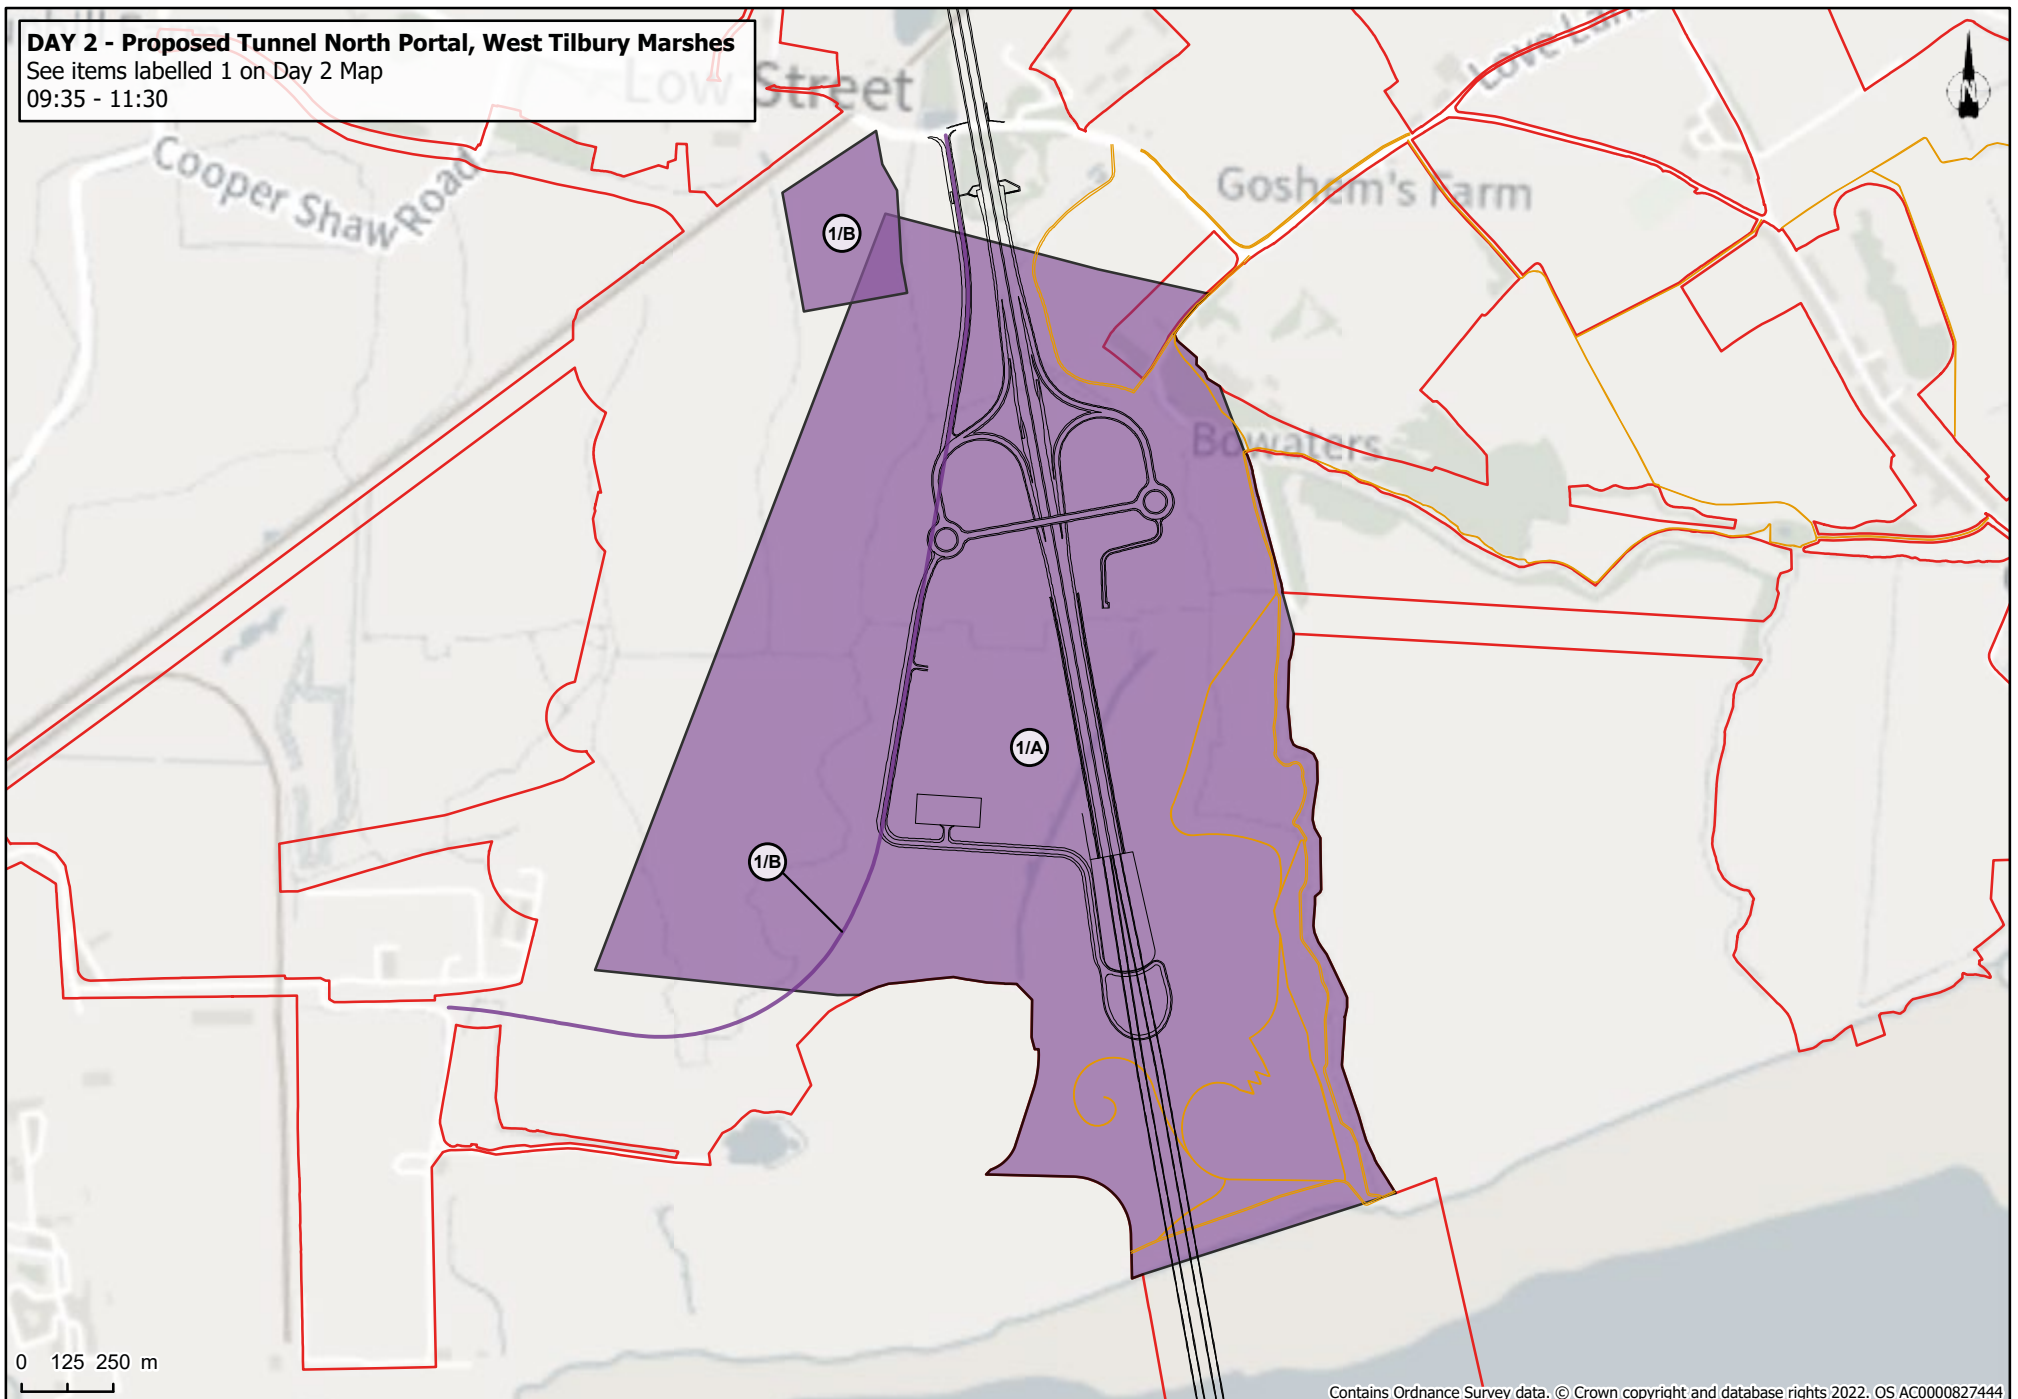 DAY 2 - Proposed Tunnel North Portal, West Tilbury Marshes
See items labelled 1 on Day 2 Map
09:35 - 11:30
Low Street
Love Lane
N
Cooper Shaw Road
Goshem's Farm
1/B
Bowaters
1/A
1/B
0 125 250 m
Contains Ordnance Survey data. © Crown copyright and database rights 2022. OS AC0000827444